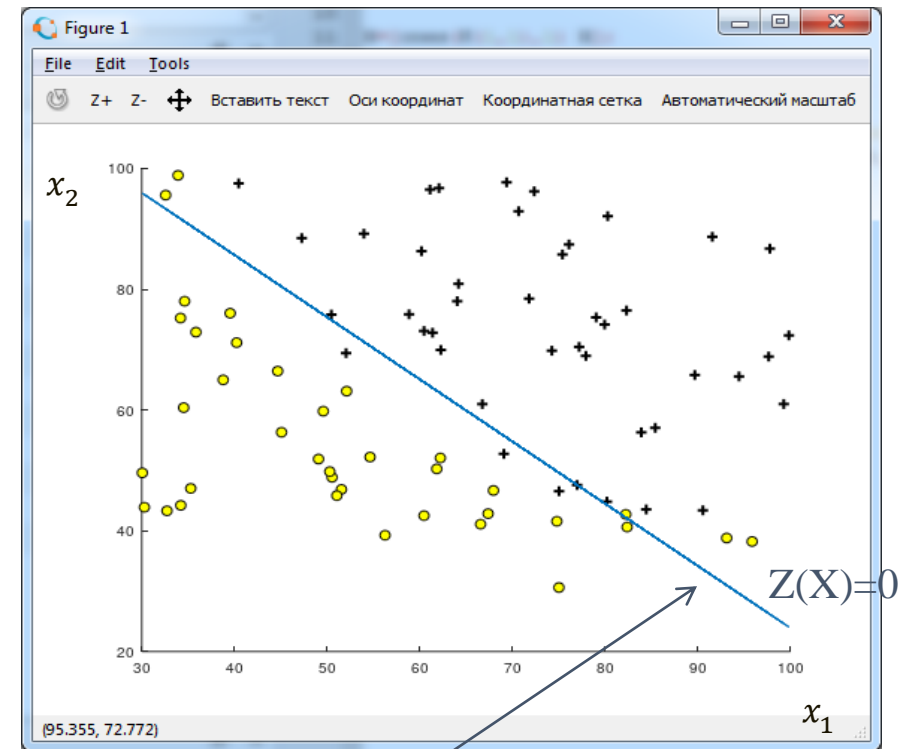 Figure 1
File Edit Tools
Z+ Z- Вставить текст Оси координат Координатная сетка Автоматический масштаб
x₂
100
80
60
40
20
30 40 50 60 70 80 90 100
Z(X)=0
x₁
(95.355, 72.772)